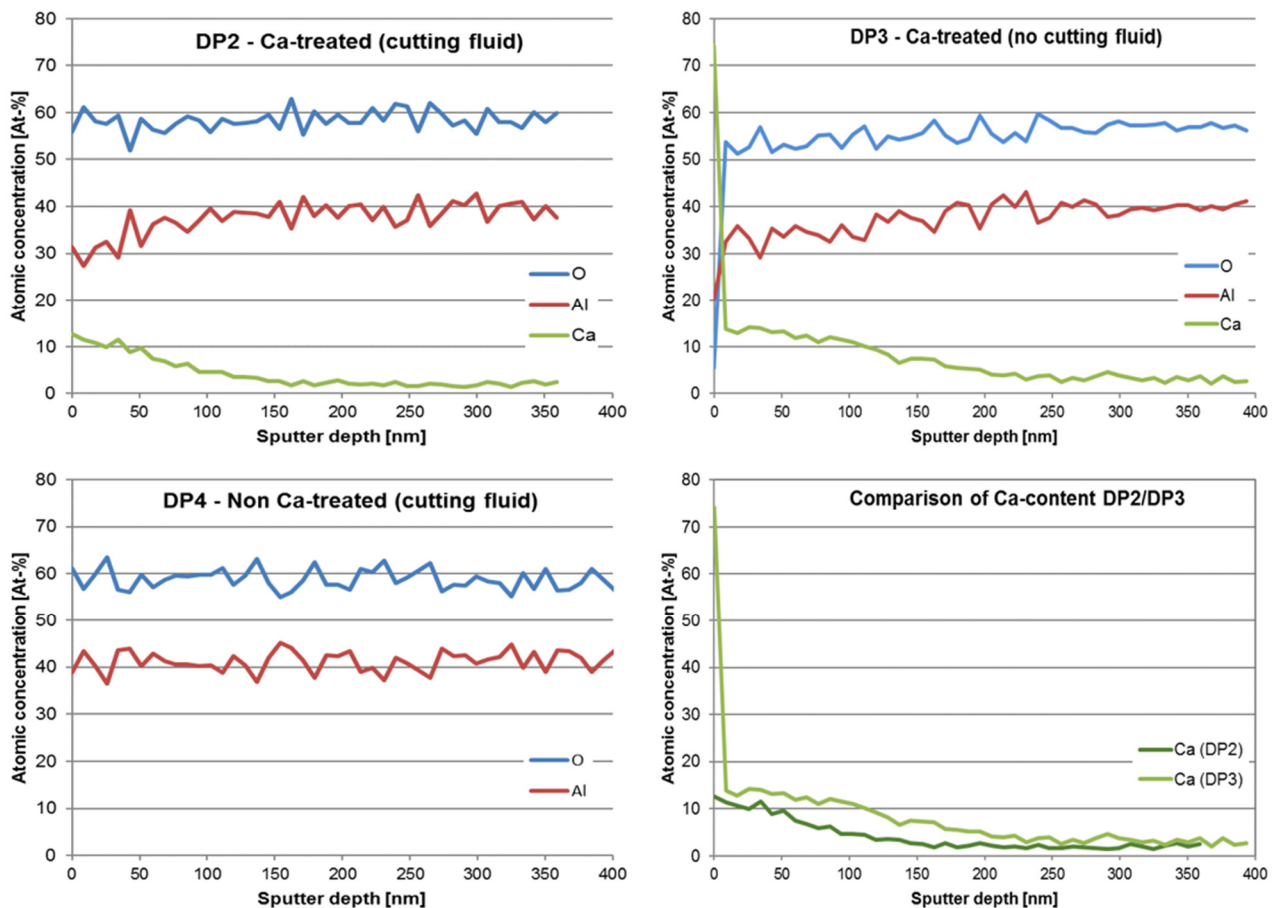 DP2 - Ca-treated (cutting fluid)
Atomic concentration [At-%]
80
70
60
50
40
30
20
10
0
O
Al
Ca
0 50 100 150 200 250 300 350 400
Sputter depth [nm]
DP3 - Ca-treated (no cutting fluid)
Atomic concentration [At-%]
80
70
60
50
40
30
20
10
0
O
Al
Ca
0 50 100 150 200 250 300 350 400
Sputter depth [nm]
DP4 - Non Ca-treated (cutting fluid)
Atomic concentration [At-%]
80
70
60
50
40
30
20
10
0
O
Al
0 50 100 150 200 250 300 350 400
Sputter depth [nm]
Comparison of Ca-content DP2/DP3
Atomic concentration [At-%]
80
70
60
50
40
30
20
10
0
Ca (DP2)
Ca (DP3)
0 50 100 150 200 250 300 350 400
Sputter depth [nm]